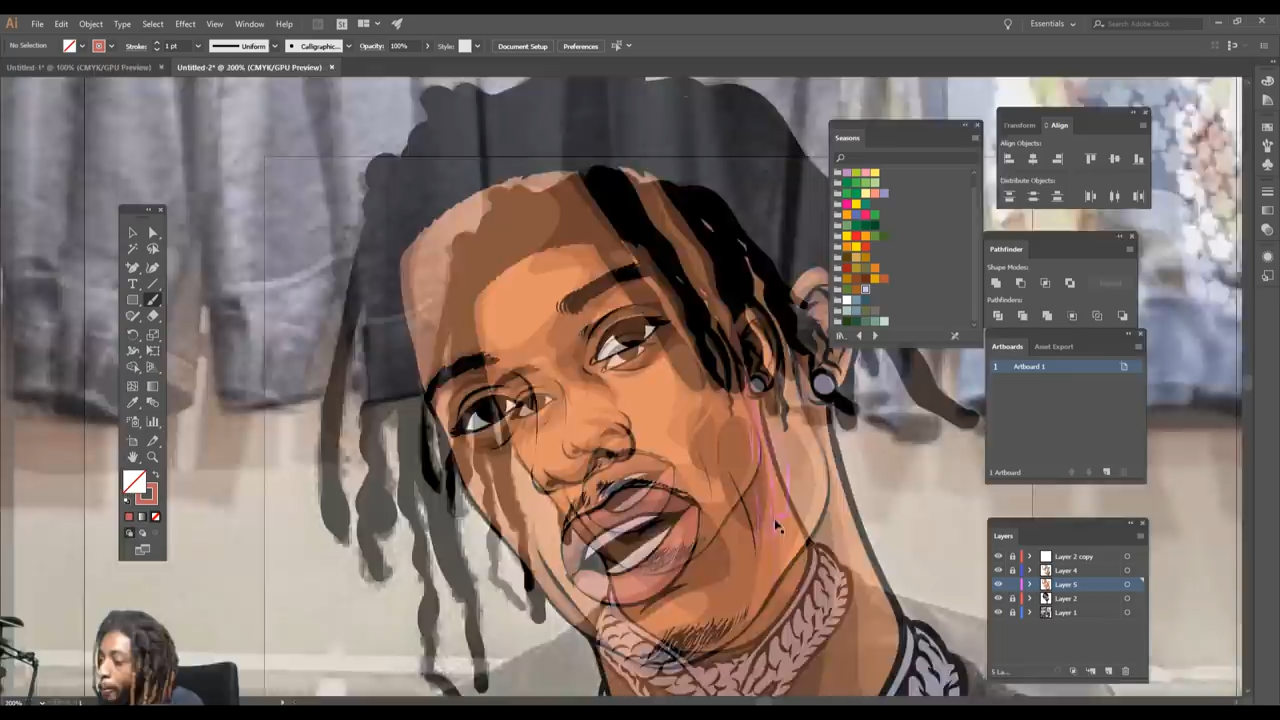 Ai File Edit Object Type Select Effect View Window Help Br St Essentials Search Adobe Stock
No Selection Stroke: 1 pt Uniform Calligraphic... Opacity: 100% Style: Document Setup Preferences
Untitled-1* @ 100% (CMYK/GPU Preview) × Untitled-2* @ 200% (CMYK/GPU Preview) ×
Transform Align
Align Objects:
Distribute Objects:
Seasons
Pathfinder
Shape Modes:
Expand
Pathfinders:
Artboards Asset Export
1 Artboard 1
1 Artboard
Layers
Layer 2 copy
Layer 4
Layer 5
Layer 2
Layer 1
5 La...
200%